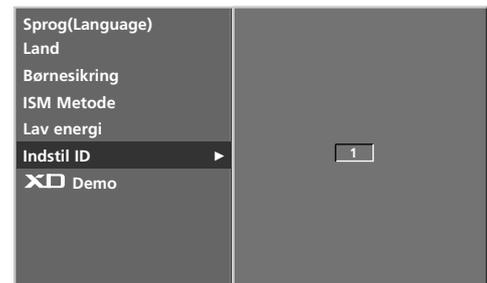 Sprog(Language)
Land
Børnesikring
ISM Metode
Lav energi
Indstil ID ►
1
XD Demo